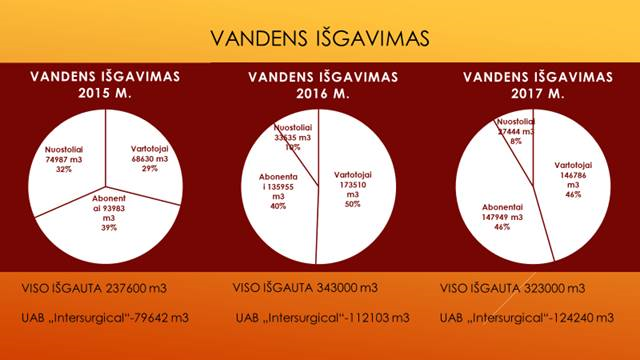 VANDENS IŠGAVIMAS
VANDENS IŠGAVIMAS
2015 M.
Nuostoliai
74987 m3
32%
Vartotojai
68630 m3
29%
Abonent
ai 93983
m3
39%
VANDENS IŠGAVIMAS
2016 M.
Nuostoliai
33535 m3
10%
Vartotojai
173510
m3
50%
Abonenta
i 135955
m3
40%
VANDENS IŠGAVIMAS
2017 M.
Nuostoliai
27444 m3
8%
Vartotojai
146786
m3
46%
Abonentai
147949 m3
46%
VISO IŠGAUTA 237600 m3
UAB „Intersurgical“-79642 m3
VISO IŠGAUTA 343000 m3
UAB „Intersurgical“-112103 m3
VISO IŠGAUTA 323000 m3
UAB „Intersurgical“-124240 m3